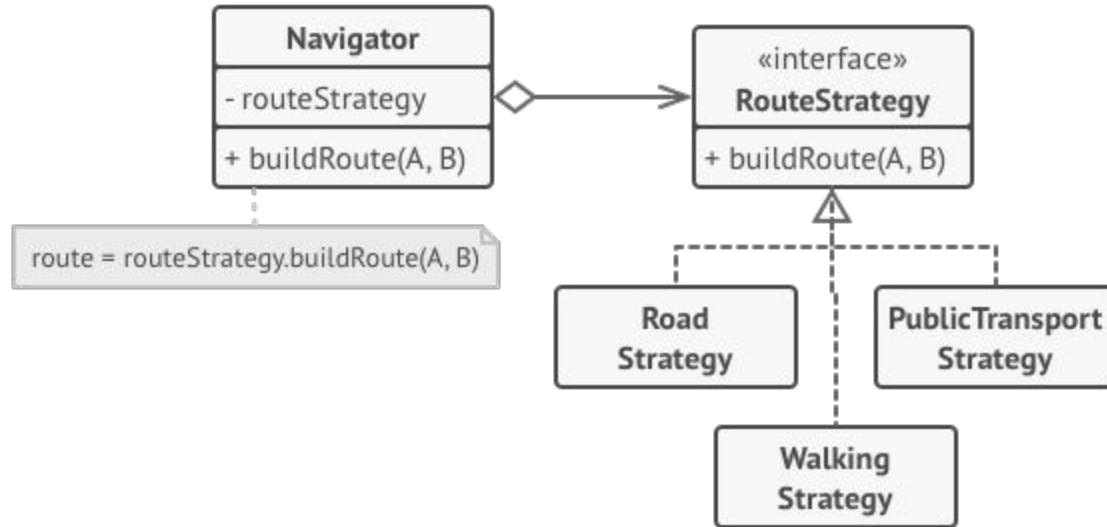 Navigator
- routeStrategy
+ buildRoute(A, B)
route = routeStrategy.buildRoute(A, B)
«interface»
RouteStrategy
+ buildRoute(A, B)
Road
Strategy
PublicTransport
Strategy
Walking
Strategy